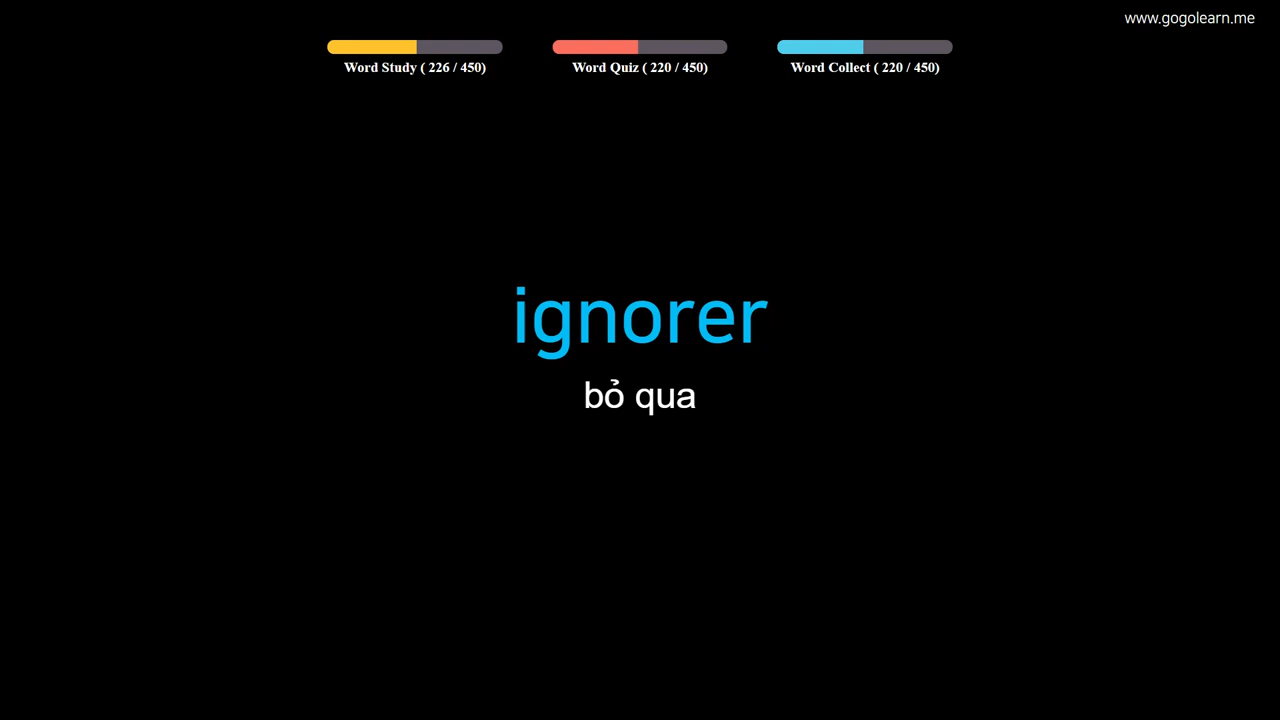 www.gogolearn.me
Word Study ( 226 / 450)
Word Quiz ( 220 / 450)
Word Collect ( 220 / 450)
ignorer
bỏ qua